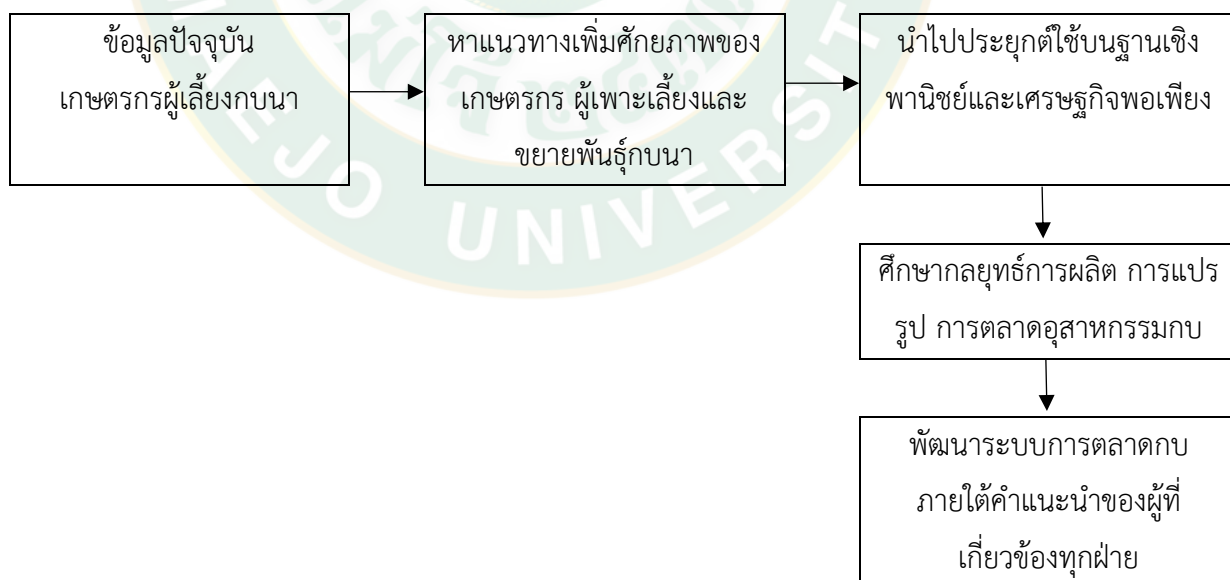 ข้อมูลปัจจุบัน
เกษตรกรผู้เลี้ยงกบนา
หาแนวทางเพิ่มศักยภาพของ
เกษตรกร ผู้เพาะเลี้ยงและ
ขยายพันธุ์กบนา
นำไปประยุกต์ใช้บนฐานเชิง
พานิชย์และเศรษฐกิจพอเพียง
ศึกษากลยุทธ์การผลิต การแปร
รูป การตลาดอุสาหกรรมกบ
พัฒนาระบบการตลาดกบ
ภายใต้คำแนะนำของผู้ที่
เกี่ยวข้องทุกฝ่าย
MAEJO UNIVERSIT